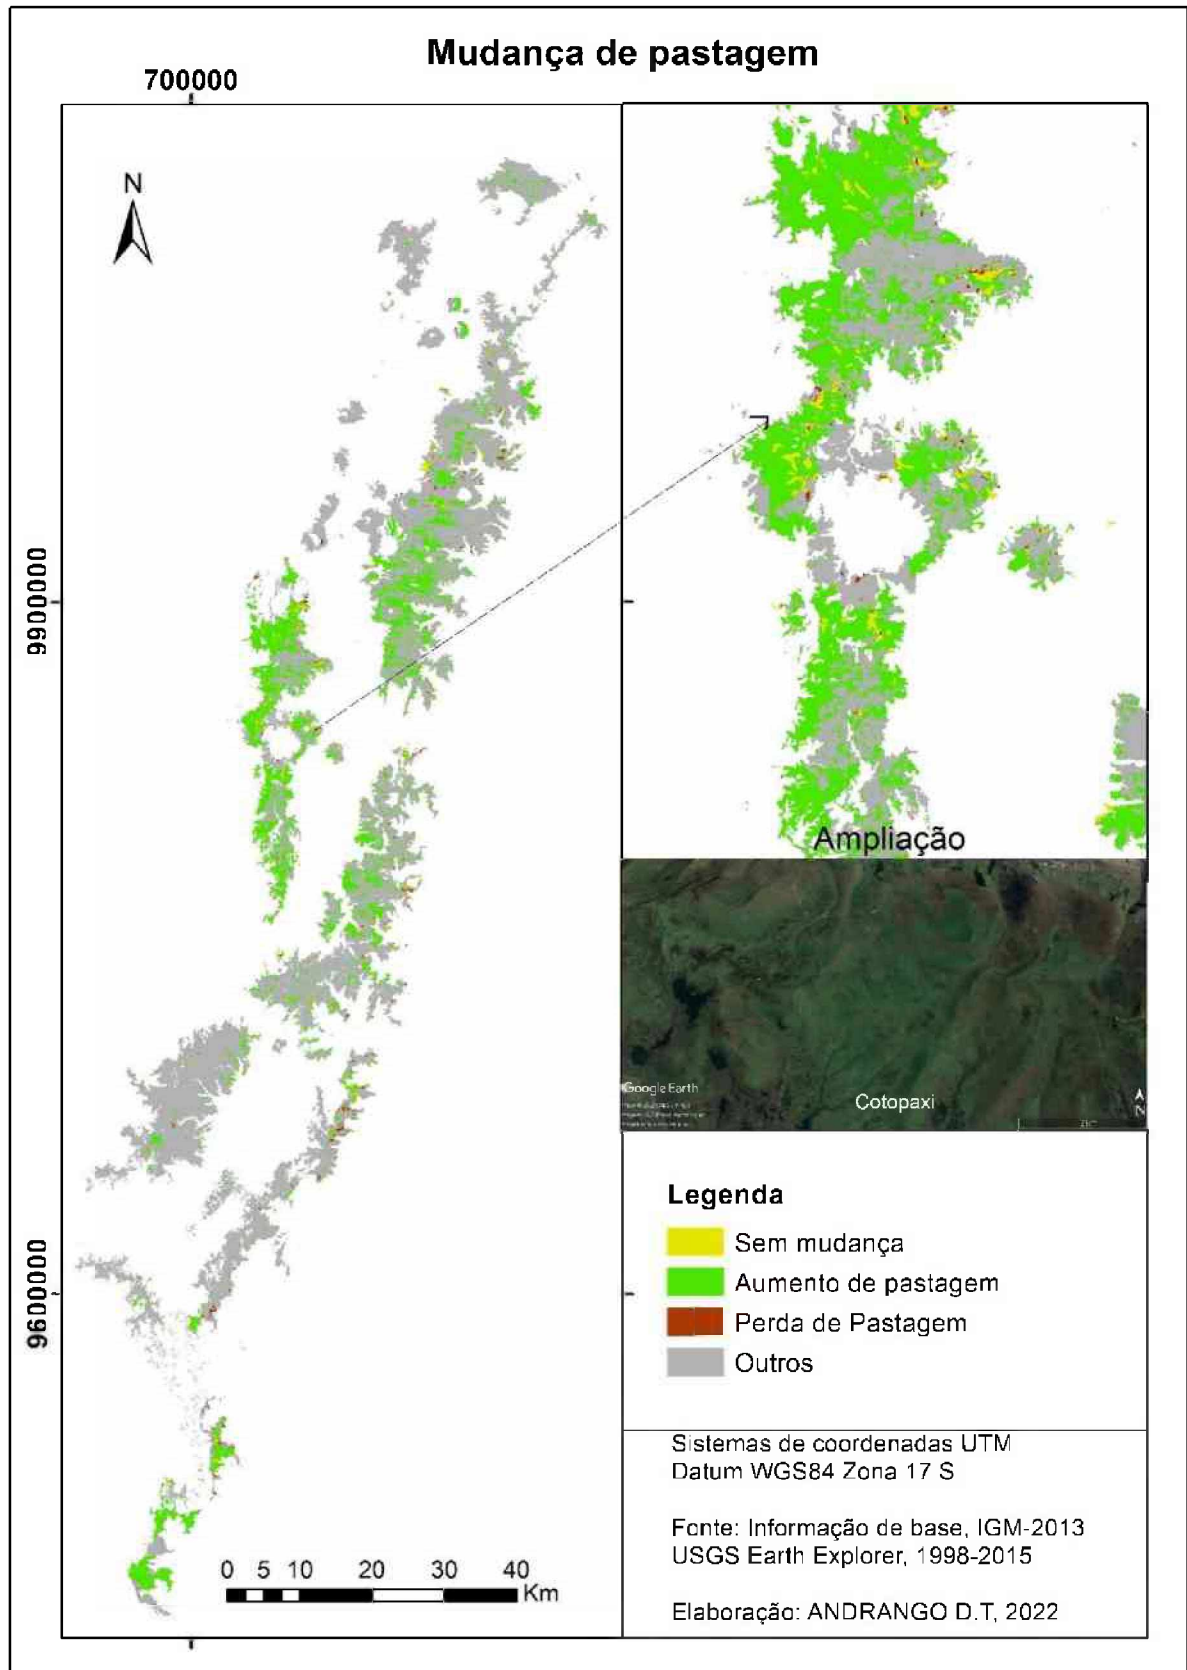 Mudança de pastagem
700000
N
9900000
9600000
Ampliação
Google Earth
Cotopaxi
N
Legenda
Sem mudança
Aumento de pastagem
Perda de Pastagem
Outros
Sistemas de coordenadas UTM
Datum WGS84 Zona 17 S
Fonte: Informação de base, IGM-2013
USGS Earth Explorer, 1998-2015
Elaboração: ANDRANGO D.T, 2022
0 5 10 20 30 40
Km